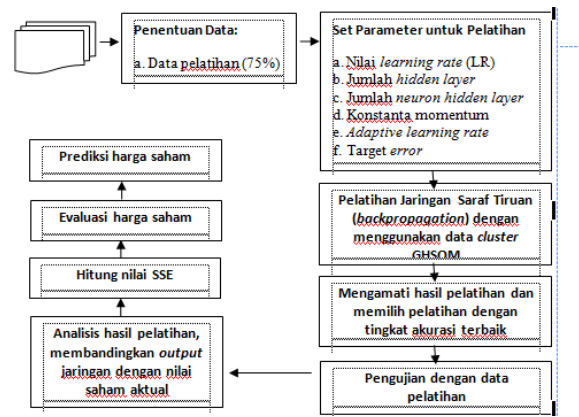 Penentuan Data:
a. Data pelatihan (75%)
Set Parameter untuk Pelatihan
a. Nilai learning rate (LR)
b. Jumlah hidden layer
c. Jumlah neuron hidden layer
d. Konstanta momentum
e. Adaptive learning rate
f. Target error
Pelatihan Jaringan Saraf Tiruan
(backpropagation) dengan
menggunakan data cluster
GHSOM
Mengamati hasil pelatihan dan
memilih pelatihan dengan
tingkat akurasi terbaik
Pengujian dengan data
pelatihan
Analisis hasil pelatihan,
membandingkan output
jaringan dengan nilai
saham aktual
Hitung nilai SSE
Evaluasi harga saham
Prediksi harga saham